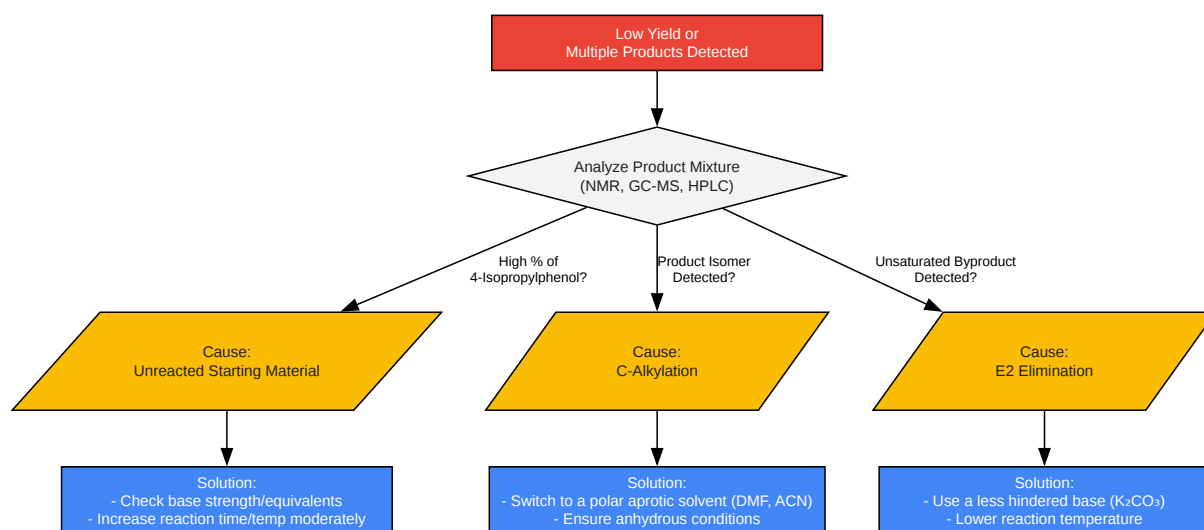 Low Yield or
Multiple Products Detected
Analyze Product Mixture
(NMR, GC-MS, HPLC)
High % of
4-Isopropylphenol?
Product Isomer
Detected?
Unsaturated Byproduct
Detected?
Cause:
Unreacted Starting Material
Cause:
C-Alkylation
Cause:
E2 Elimination
Solution:
- Check base strength/equivalents
- Increase reaction time/temp moderately
Solution:
- Switch to a polar aprotic solvent (DMF, ACN)
- Ensure anhydrous conditions
Solution:
- Use a less hindered base (K₂CO₃)
- Lower reaction temperature